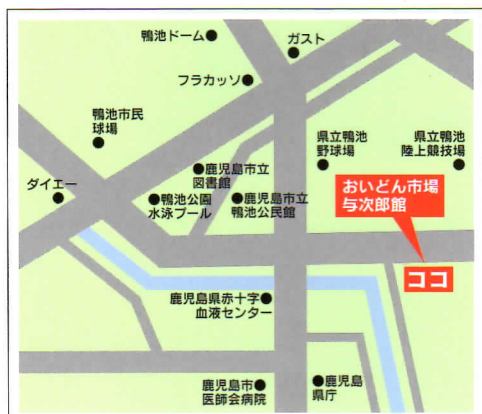 鴨池ドーム
ガスト
フラカッソ
鴨池市民
球場
県立鴨池
野球場
県立鴨池
陸上競技場
鹿児島市立
図書館
ダイエー
鴨池公園
水泳プール
鹿児島市立
鴨池公民館
おいどん市場
与次郎館
ココ
鹿児島県赤十字
血液センター
鹿児島市
医師会病院
鹿児島
県庁